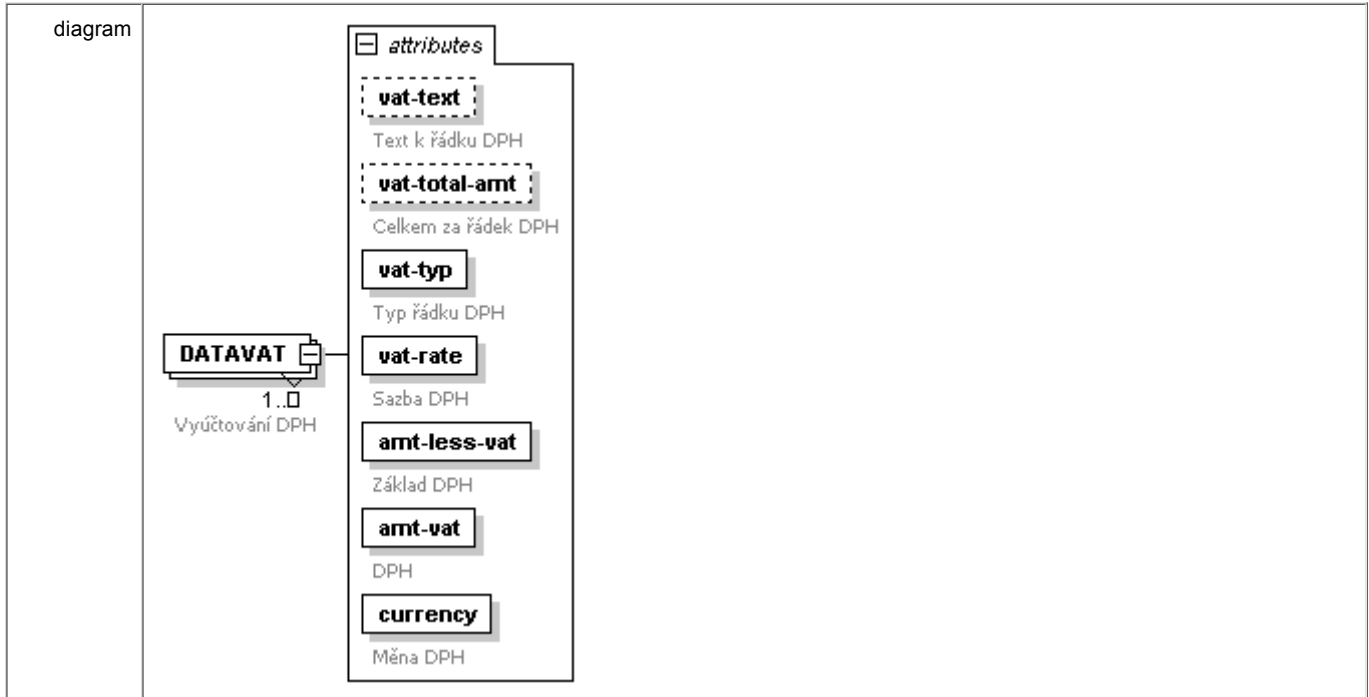 diagram
attributes
vat-text
Text k řádku DPH
vat-total-amt
Celkem za řádek DPH
vat-typ
Typ řádku DPH
DATAVAT
1..□
Vyúčtování DPH
vat-rate
Sazba DPH
amt-less-vat
Základ DPH
amt-vat
DPH
currency
Měna DPH